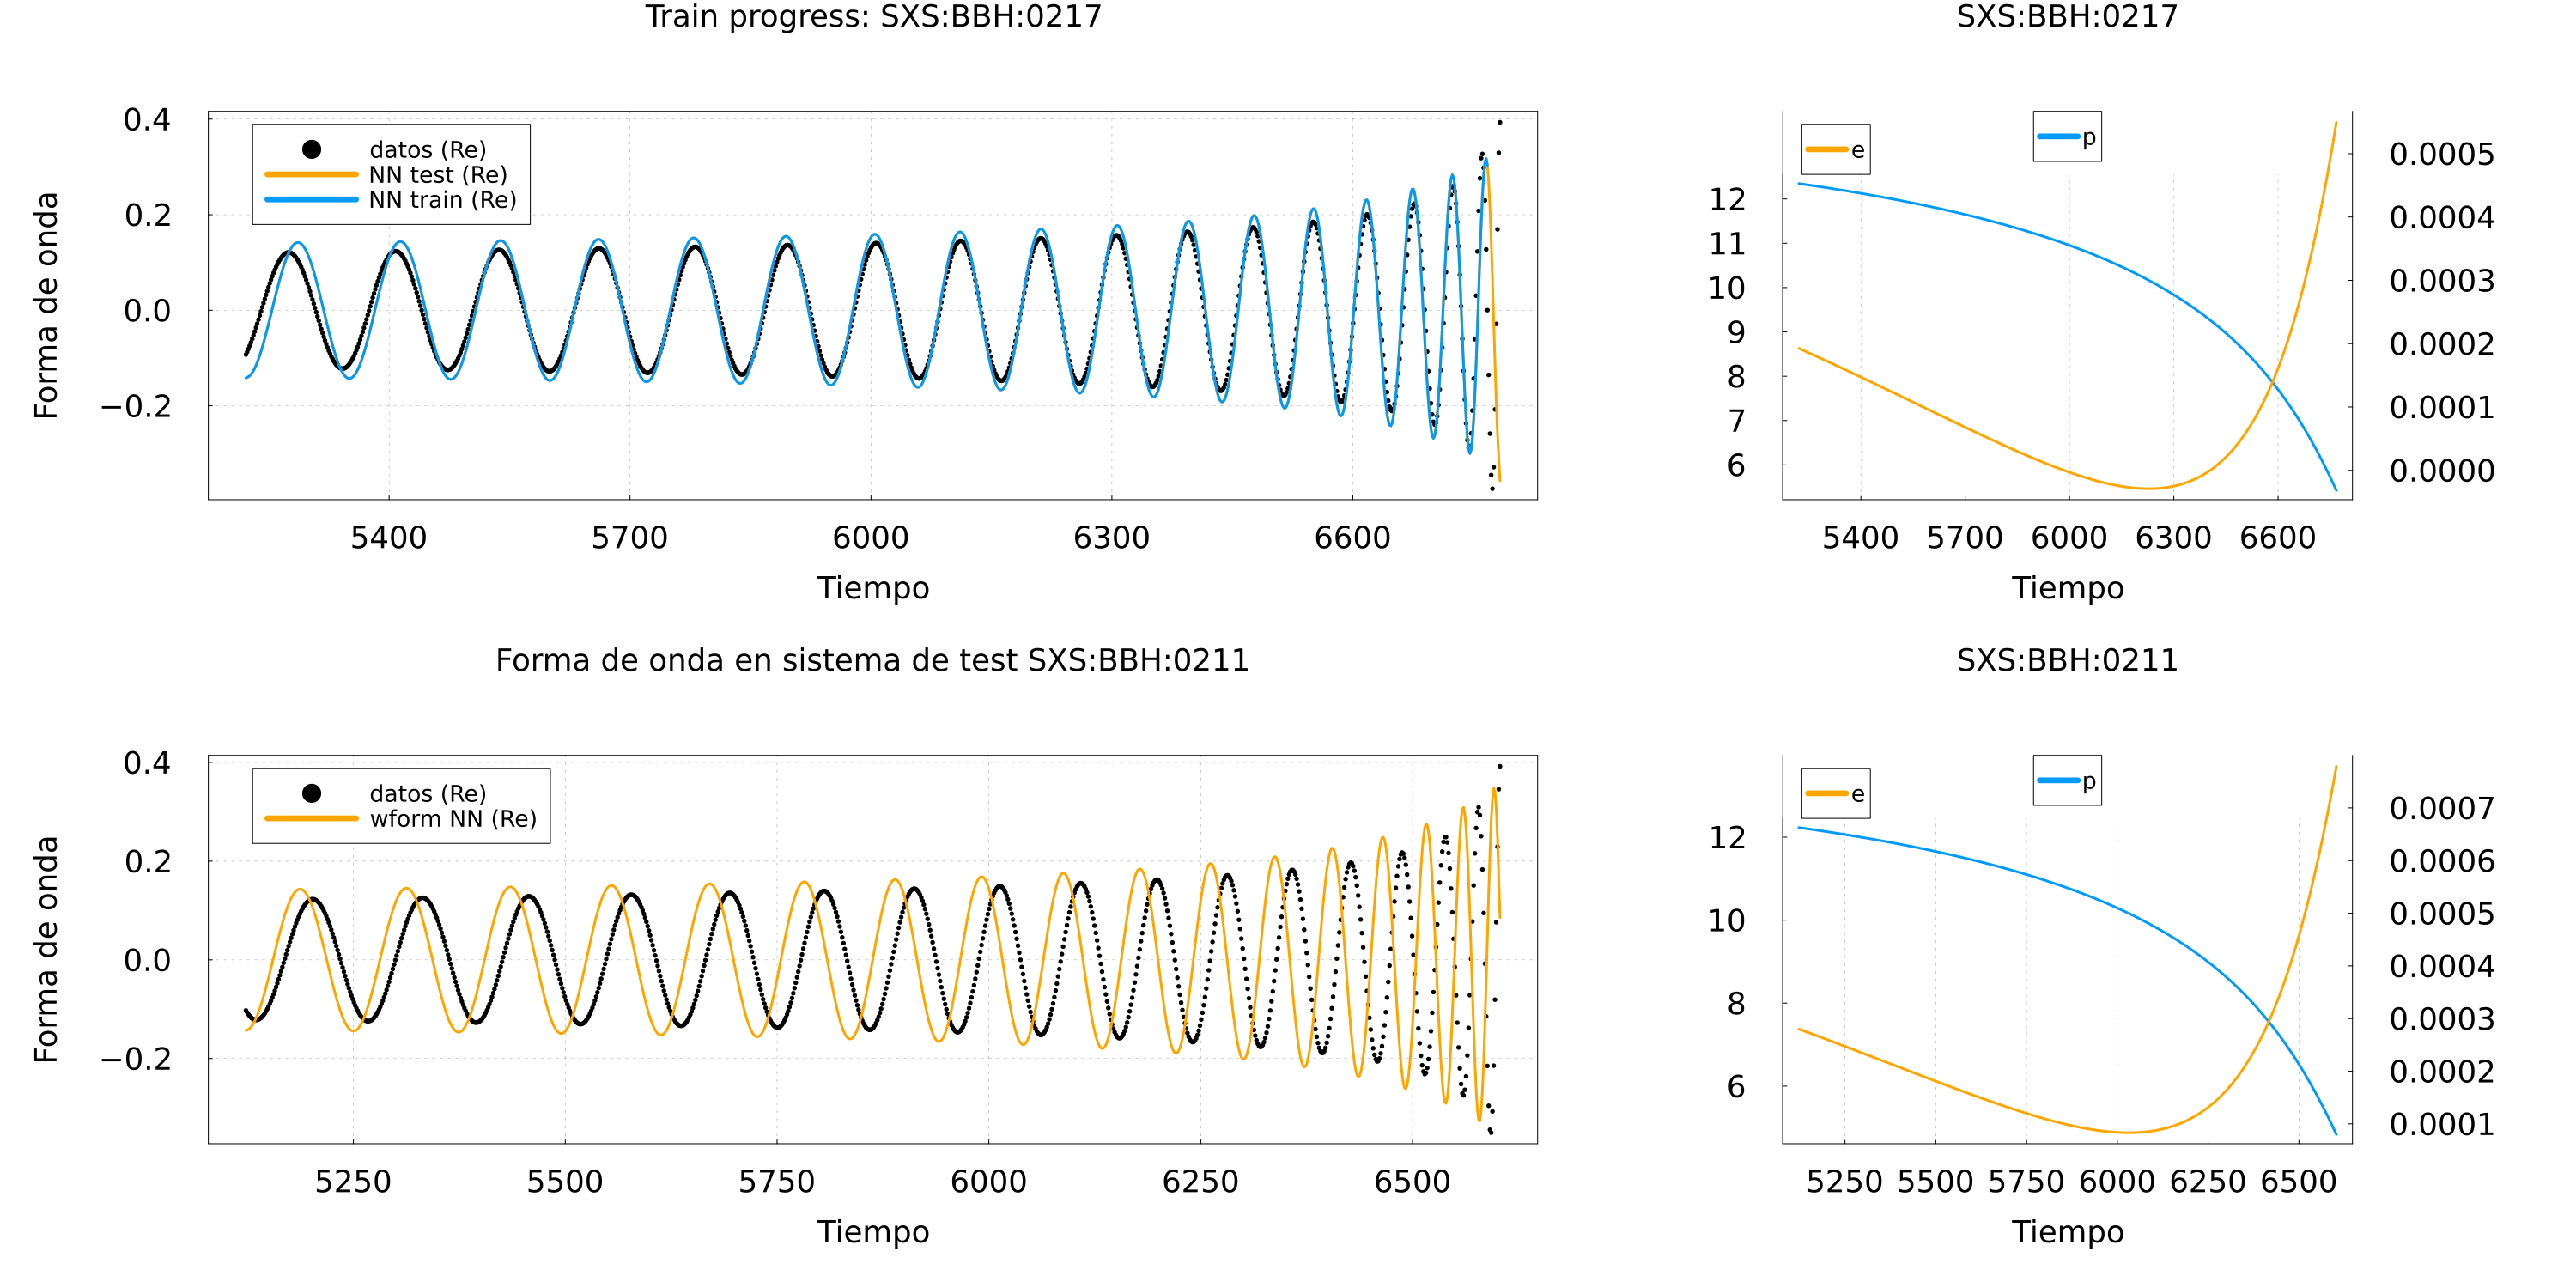 Train progress: SXS:BBH:0217
Forma de onda
0.4
0.2
0.0
−0.2
datos (Re)
NN test (Re)
NN train (Re)
5400 5700 6000 6300 6600
Tiempo
SXS:BBH:0217
e
p
12
11
10
9
8
7
6
0.0005
0.0004
0.0003
0.0002
0.0001
0.0000
5400 5700 6000 6300 6600
Tiempo
Forma de onda en sistema de test SXS:BBH:0211
Forma de onda
0.4
0.2
0.0
−0.2
datos (Re)
wform NN (Re)
5250 5500 5750 6000 6250 6500
Tiempo
SXS:BBH:0211
e
p
12
10
8
6
0.0007
0.0006
0.0005
0.0004
0.0003
0.0002
0.0001
5250 5500 5750 6000 6250 6500
Tiempo